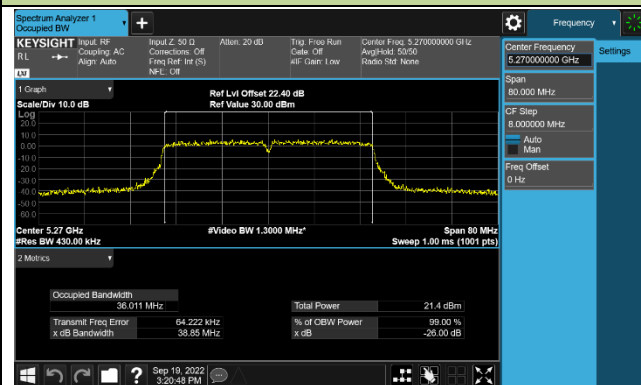 Spectrum Analyzer 1
Occupied BW
+
Frequency
KEYSIGHT
RL
LXI
Input: RF
Coupling: AC
Align: Auto
Input Z: 50 Ω
Corrections: Off
Freq Ref: Int (S)
NFE: Off
Atten: 20 dB
Trig: Free Run
Gate: Off
#IF Gain: Low
Center Freq: 5.270000000 GHz
Avg|Hold: 50/50
Radio Std: None
Center Frequency
5.270000000 GHz
Settings
Span
80.000 MHz
CF Step
8.000000 MHz
Auto
Man
Freq Offset
0 Hz
1 Graph
Scale/Div 10.0 dB
Ref Lvl Offset 22.40 dB
Ref Value 30.00 dBm
Log
20.0
10.0
0.00
-10.0
-20.0
-30.0
-40.0
-50.0
-60.0
Center 5.27 GHz
#Res BW 430.00 kHz
#Video BW 1.3000 MHz*
Span 80 MHz
Sweep 1.00 ms (1001 pts)
2 Metrics
Occupied Bandwidth
36.011 MHz
Total Power 21.4 dBm
Transmit Freq Error 64.222 kHz
% of OBW Power 99.00 %
x dB Bandwidth 38.85 MHz
x dB -26.00 dB
?
Sep 19, 2022
3:20:48 PM